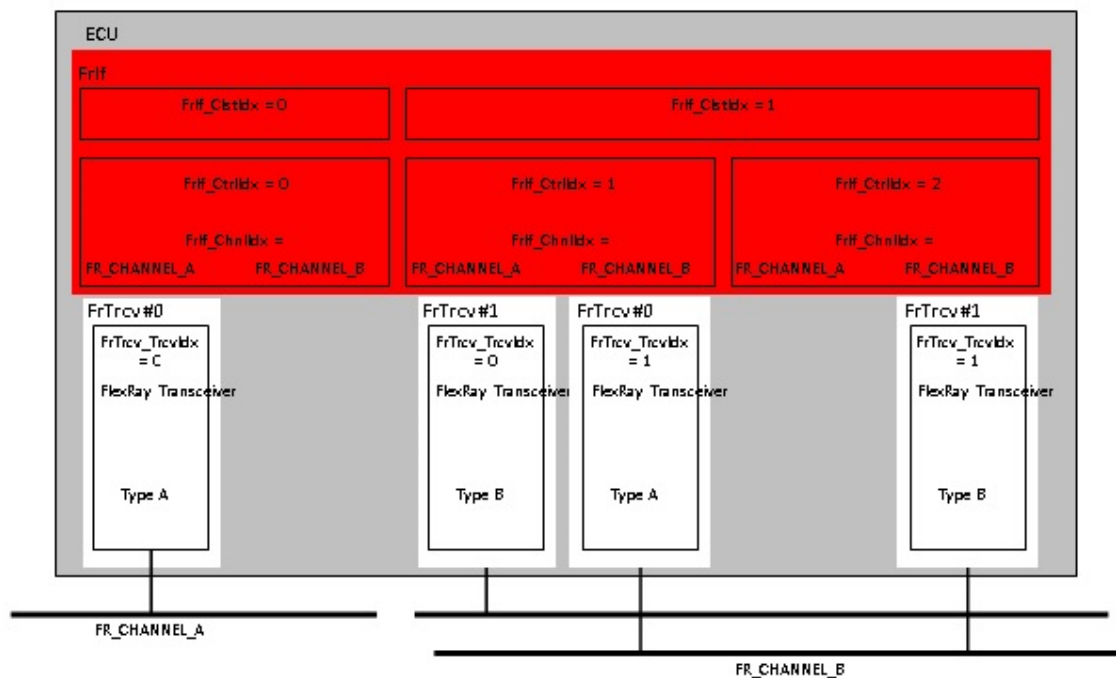 ECU
FrIf
FrIf_ClstIdx = 0
FrIf_ClstIdx = 1
FrIf_CtrlIdx = 0
FrIf_CtrlIdx = 1
FrIf_CtrlIdx = 2
FrIf_ChnlIdx =
FrIf_ChnlIdx =
FrIf_ChnlIdx =
FR_CHANNEL_A
FR_CHANNEL_B
FR_CHANNEL_A
FR_CHANNEL_B
FR_CHANNEL_A
FR_CHANNEL_B
FrTrcv#0
FrTrcv#1
FrTrcv#0
FrTrcv#1
FrTrcv_TrcvIdx
= 0
FlexRay Transceiver
Type A
FrTrcv_TrcvIdx
= 0
FlexRay Transceiver
Type B
FrTrcv_TrcvIdx
= 1
FlexRay Transceiver
Type A
FrTrcv_TrcvIdx
= 1
FlexRay Transceiver
Type B
FR_CHANNEL_A
FR_CHANNEL_B